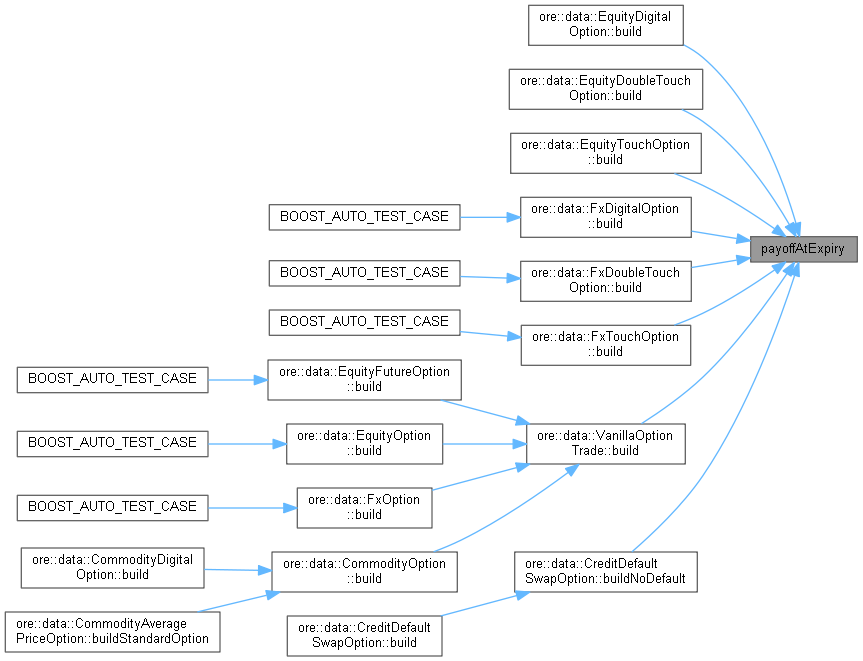 ore::data::EquityDigital
Option::build
ore::data::EquityDoubleTouch
Option::build
ore::data::EquityTouchOption
::build
BOOST_AUTO_TEST_CASE
ore::data::FxDigitalOption
::build
payoffAtExpiry
BOOST_AUTO_TEST_CASE
ore::data::FxDoubleTouch
Option::build
BOOST_AUTO_TEST_CASE
ore::data::FxTouchOption
::build
BOOST_AUTO_TEST_CASE
ore::data::EquityFutureOption
::build
BOOST_AUTO_TEST_CASE
ore::data::EquityOption
::build
ore::data::VanillaOption
Trade::build
BOOST_AUTO_TEST_CASE
ore::data::FxOption
::build
ore::data::CommodityDigital
Option::build
ore::data::CommodityOption
::build
ore::data::CreditDefault
SwapOption::buildNoDefault
ore::data::CommodityAverage
PriceOption::buildStandardOption
ore::data::CreditDefault
SwapOption::build